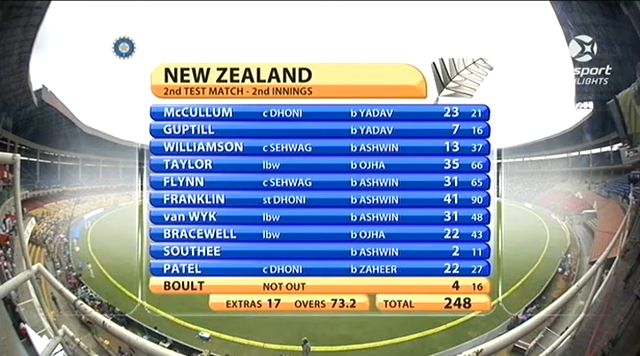 NEW ZEALAND
2nd TEST MATCH - 2nd INNINGS
McCULLUM c DHONI b YADAV 23 21
GUPTILL b YADAV 7 16
WILLIAMSON c SEHWAG b ASHWIN 13 37
TAYLOR lbw b OJHA 35 66
FLYNN c SEHWAG b ASHWIN 31 65
FRANKLIN st DHONI b ASHWIN 41 90
van WYK lbw b ASHWIN 31 48
BRACEWELL lbw b OJHA 22 43
SOUTHEE b ASHWIN 2 11
PATEL c DHONI b ZAHEER 22 27
BOULT NOT OUT 4 16
EXTRAS 17 OVERS 73.2 TOTAL 248